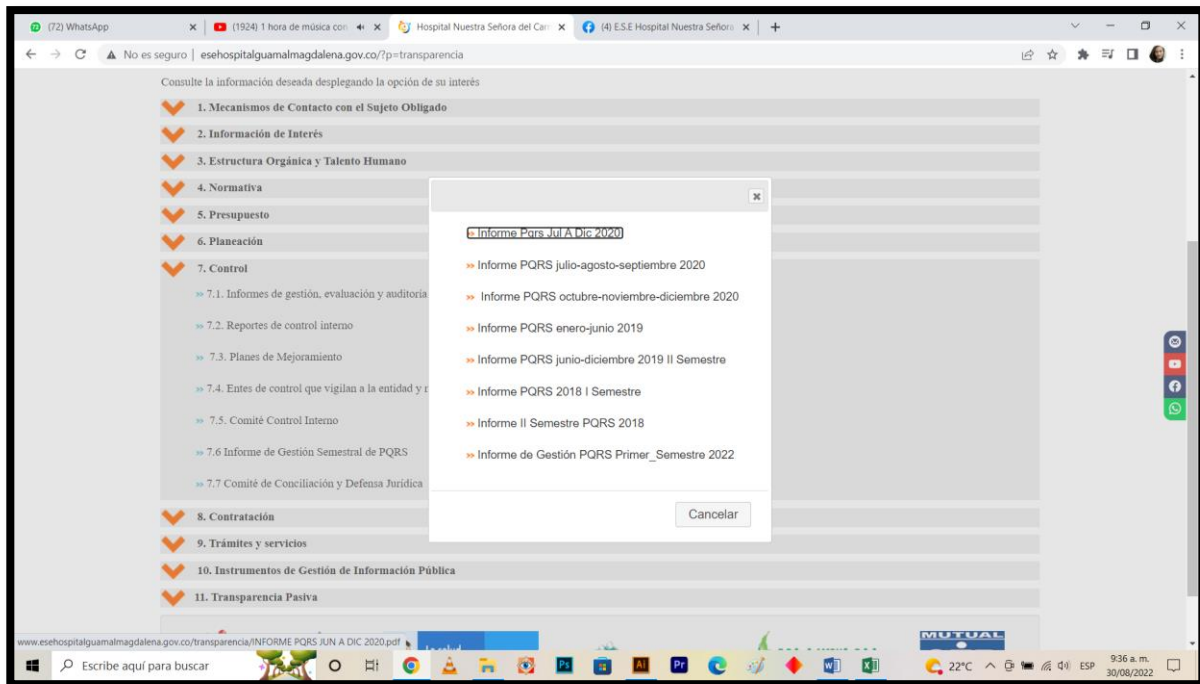 (72) WhatsApp
(1924) 1 hora de música con
Hospital Nuestra Señora del Car
(4) E.S.E Hospital Nuestra Señora
No es seguro | esehospitalguamalmagdalena.gov.co/?p=transparencia
Consulte la información deseada desplegando la opción de su interés
1. Mecanismos de Contacto con el Sujeto Obligado
2. Información de Interés
3. Estructura Orgánica y Talento Humano
4. Normativa
5. Presupuesto
6. Planeación
7. Control
7.1. Informes de gestión, evaluación y auditoría
7.2. Reportes de control interno
7.3. Planes de Mejoramiento
7.4. Entes de control que vigilan a la entidad y
7.5. Comité Control Interno
7.6 Informe de Gestión Semestral de PQRS
7.7 Comité de Conciliación y Defensa Jurídica
8. Contratación
9. Trámites y servicios
10. Instrumentos de Gestión de Información Pública
11. Transparencia Pasiva
Informe Pqrs Jul A Dic 2020
Informe PQRS julio-agosto-septiembre 2020
Informe PQRS octubre-noviembre-diciembre 2020
Informe PQRS enero-junio 2019
Informe PQRS junio-diciembre 2019 II Semestre
Informe PQRS 2018 I Semestre
Informe II Semestre PQRS 2018
Informe de Gestión PQRS Primer_Semestre 2022
Cancelar
www.esehospitalguamalmagdalena.gov.co/transparencia/INFORME PQRS JUN A DIC 2020.pdf
La salud
MUTUAL
Escribe aquí para buscar
Ps
Ai
Pr
22°C
ESP
9:36 a. m.
30/08/2022